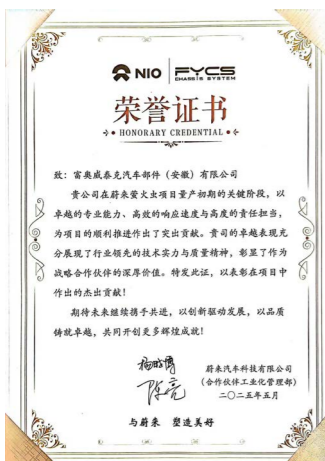 NIO FYCS
CHASSIS SYSTEM
荣誉证书
HONORARY CREDENTIAL
致：富奥威泰克汽车部件（安徽）有限公司
贵公司在蔚来萤火虫项目量产初期的关键阶段，以
卓越的专业能力、高效的响应速度与高度的责任担当，
为项目的顺利推进作出了突出贡献。贵司的卓越表现充
分展现了行业领先的技术实力与质量精神，彰显了作为
战略合作伙伴的深厚价值。特发此证，以表彰在项目中
作出的杰出贡献！
期待未来继续携手共进，以创新驱动发展，以品质
铸就卓越，共同开创更多辉煌成就！
蔚来汽车科技有限公司
（合作伙伴工业化管理部）
二〇二五年五月
与蔚来 塑造美好